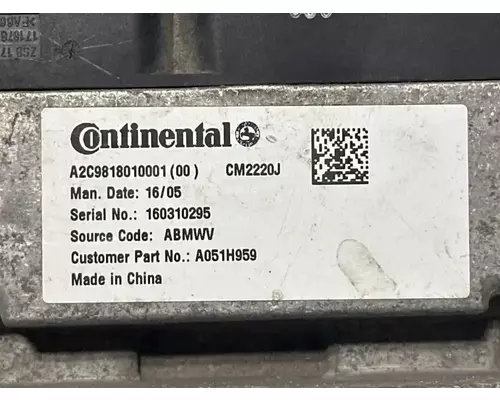 Continental
A2C9818010001 (00) CM2220J
Man. Date: 16/05
Serial No.: 160310295
Source Code: ABMWV
Customer Part No.: A051H959
Made in China